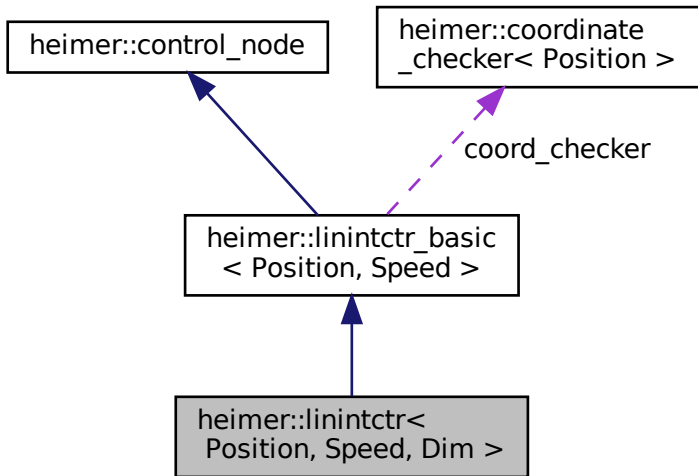 heimer::control_node
heimer::coordinate
_checker< Position >
coord_checker
heimer::linintctr_basic
< Position, Speed >
heimer::linintctr<
Position, Speed, Dim >